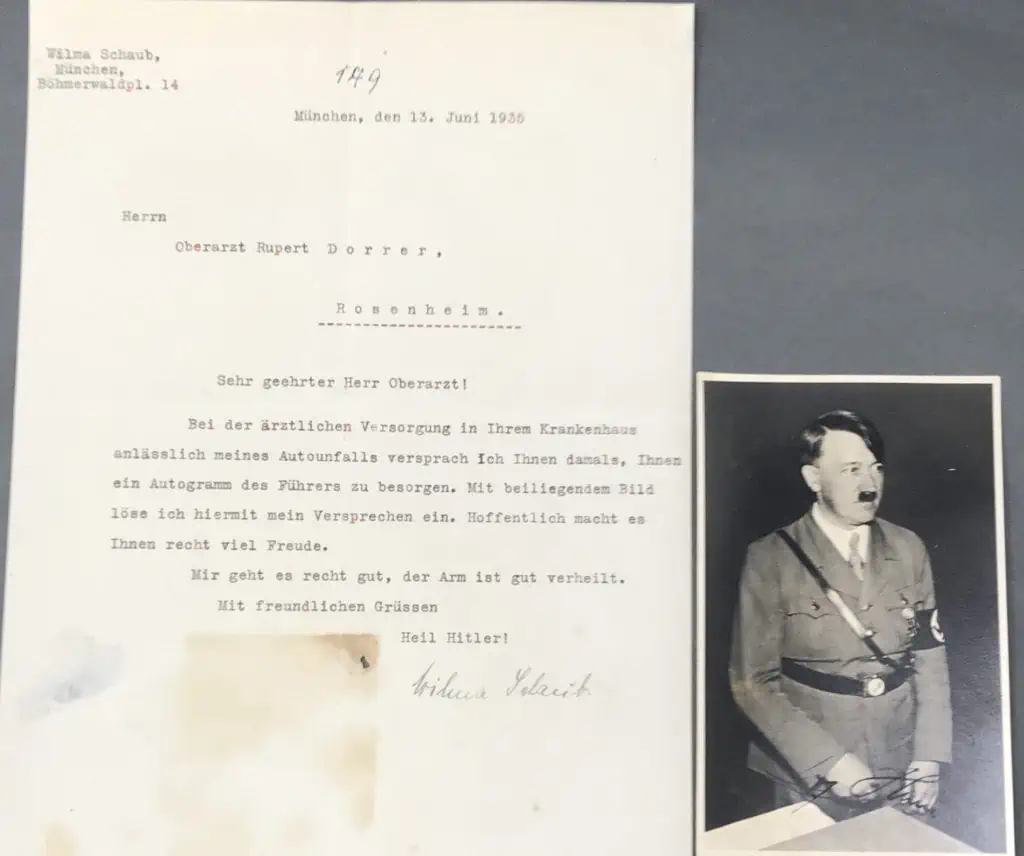 Wilma Schaub,
München,
Böhmerwaldpl. 14
149
München, den 13. Juni 1936
Herrn
Oberarzt Rupert D o r r e r ,
R o s e n h e i m .
Sehr geehrter Herr Oberarzt!
Bei der ärztlichen Versorgung in Ihrem Krankenhaus
anlässlich meines Autounfalls versprach Ich Ihnen damals, Ihnen
ein Autogramm des Führers zu besorgen. Mit beiliegendem Bild
löse ich hiermit mein Versprechen ein. Hoffentlich macht es
Ihnen recht viel Freude.
Mir geht es recht gut, der Arm ist gut verheilt.
Mit freundlichen Grüssen
Heil Hitler!
Wilma Schaub